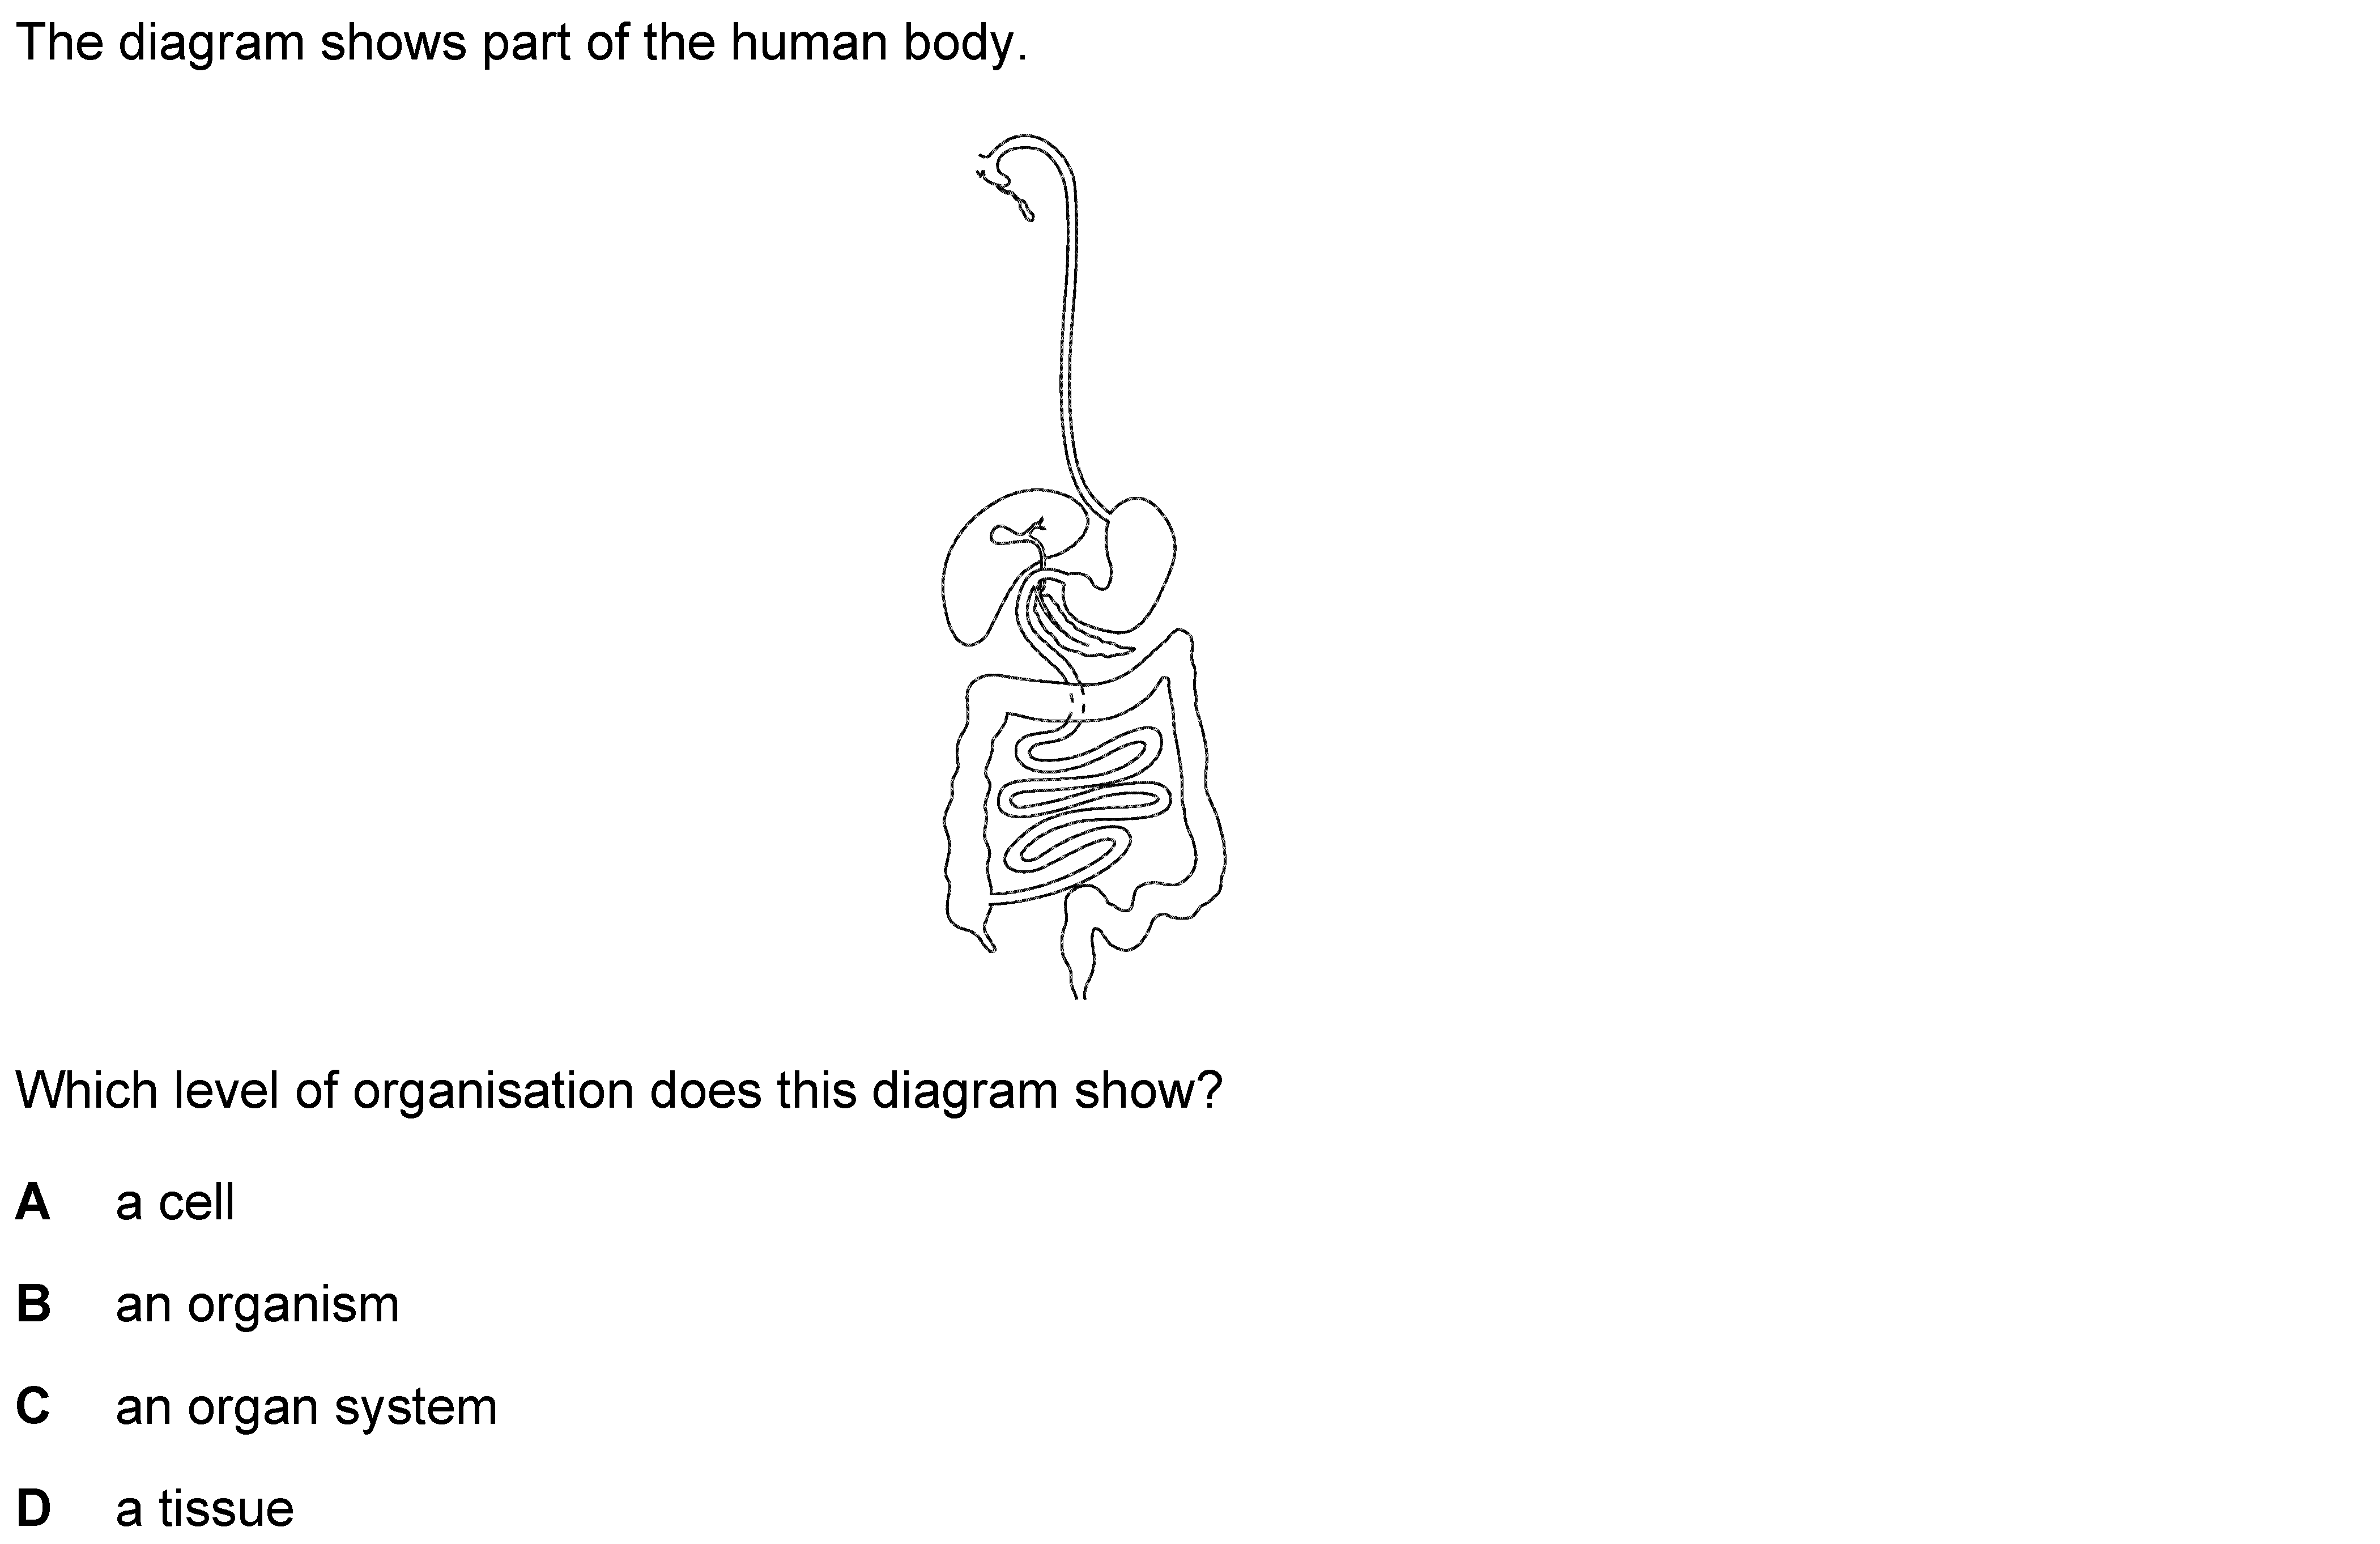 The diagram shows part of the human body.
Which level of organisation does this diagram show?
A a cell
B an organism
C an organ system
D a tissue